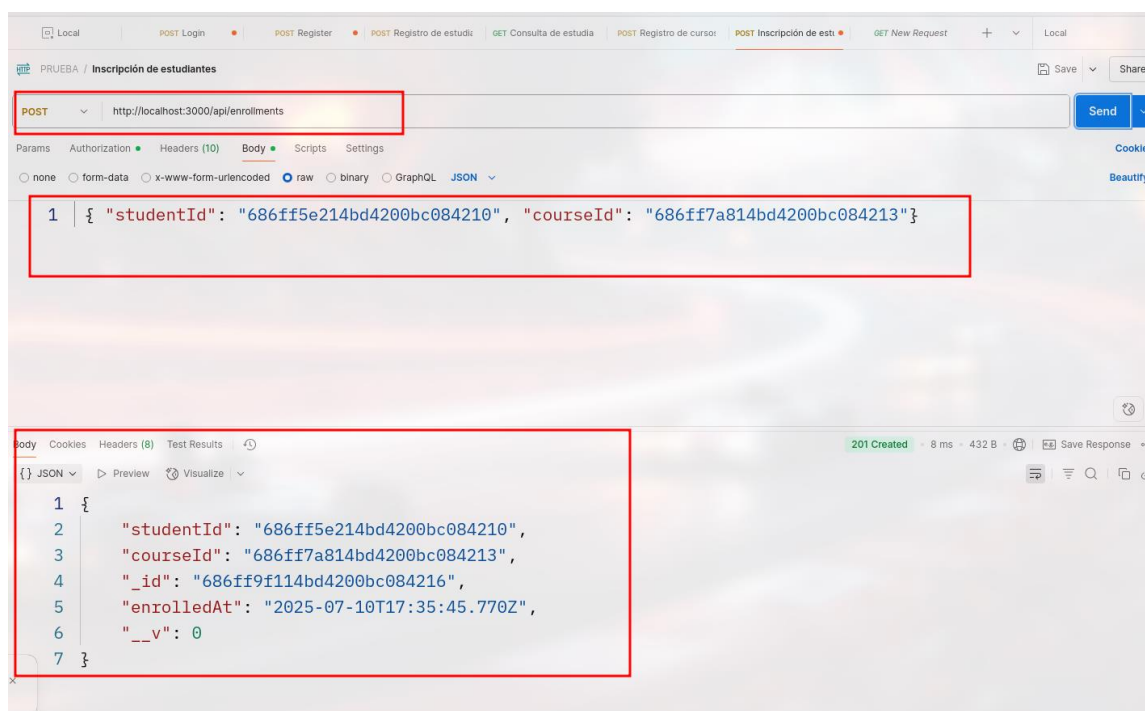 Local POST Login POST Register POST Registro de estudia GET Consulta de estudia POST Registro de cursos POST Inscripción de estu GET New Request Local
HTTP PRUEBA / Inscripción de estudiantes Save Share
POST http://localhost:3000/api/enrollments Send
Params Authorization Headers (10) Body Scripts Settings Cookie
none form-data x-www-form-urlencoded raw binary GraphQL JSON Beautify
1 { "studentId": "686ff5e214bd4200bc084210", "courseId": "686ff7a814bd4200bc084213"}
Body Cookies Headers (8) Test Results 201 Created 8 ms 432 B Save Response
{} JSON Preview Visualize
1 {
2 "studentId": "686ff5e214bd4200bc084210",
3 "courseId": "686ff7a814bd4200bc084213",
4 "_id": "686ff9f114bd4200bc084216",
5 "enrolledAt": "2025-07-10T17:35:45.770Z",
6 "__v": 0
7 }